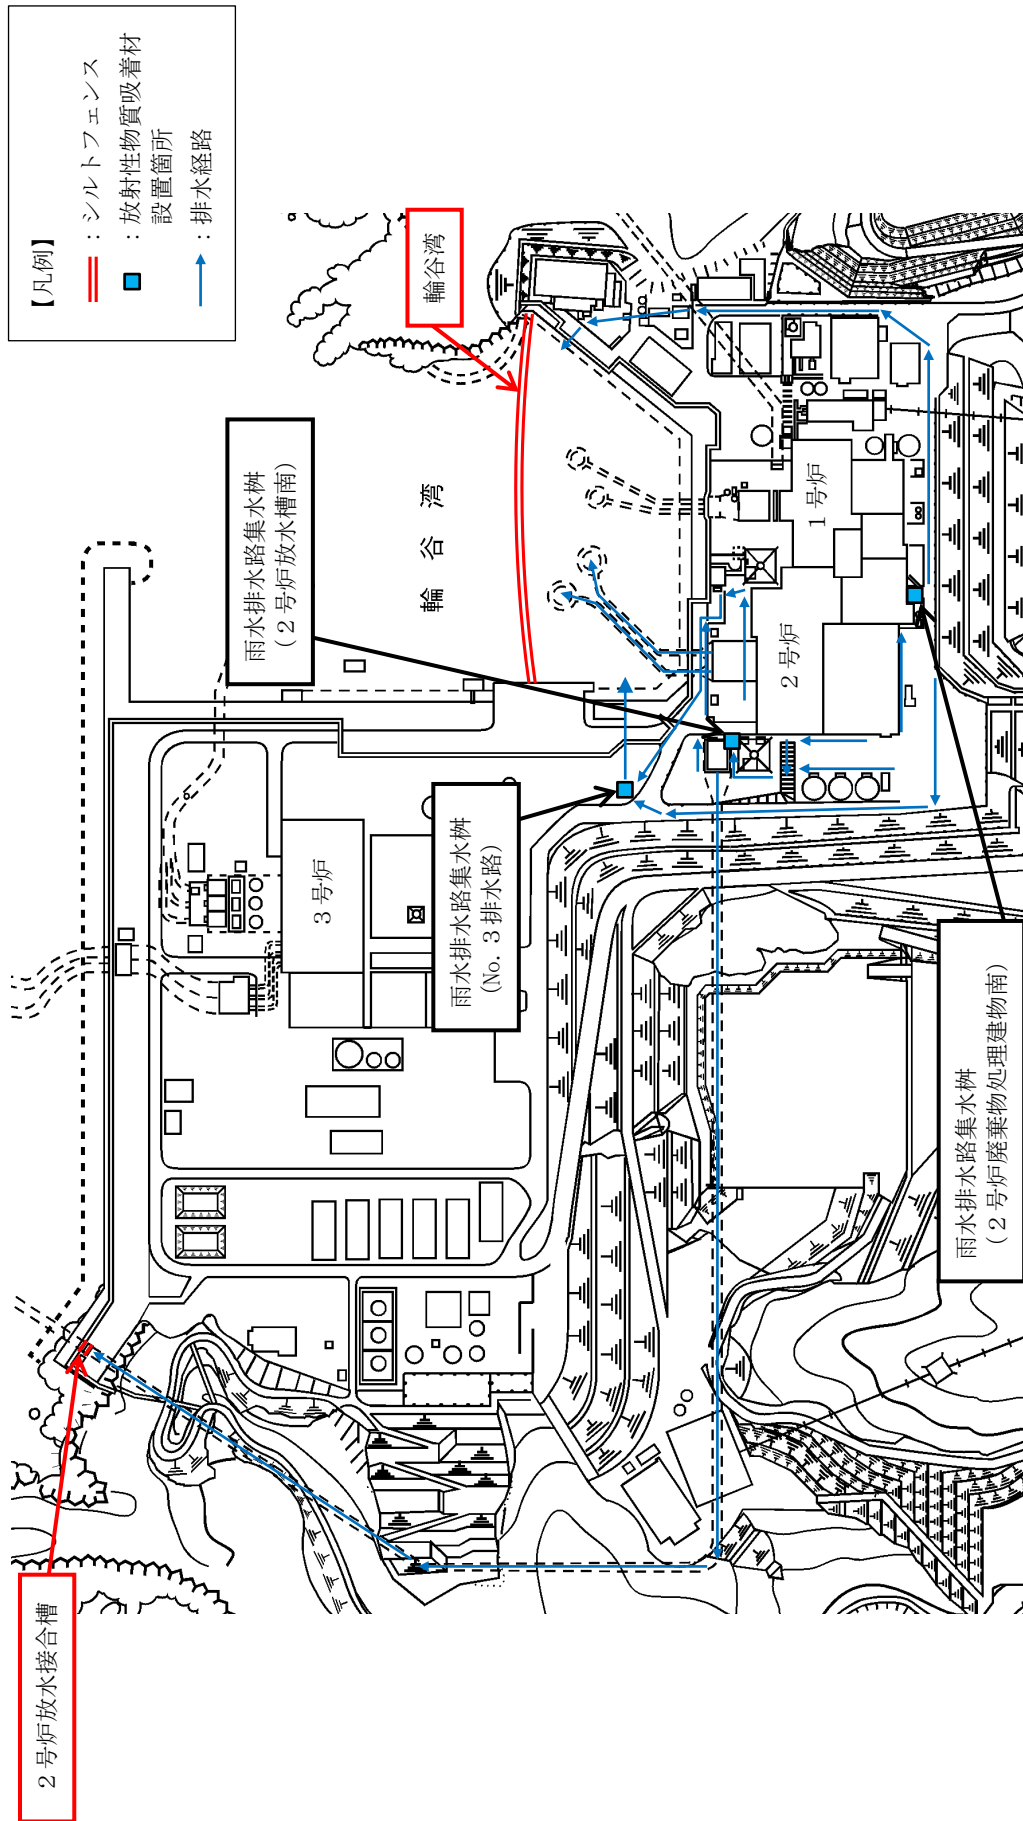 【凡例】
：シルトフェンス
：放射性物質吸着材
設置箇所
：排水経路
輪谷湾
雨水排水路集水桝
（２号炉放水槽南）
輪谷湾
１号炉
２号炉
３号炉
雨水排水路集水桝
(No. ３排水路)
雨水排水路集水桝
（２号炉廃棄物処理建物南）
２号炉放水接合槽